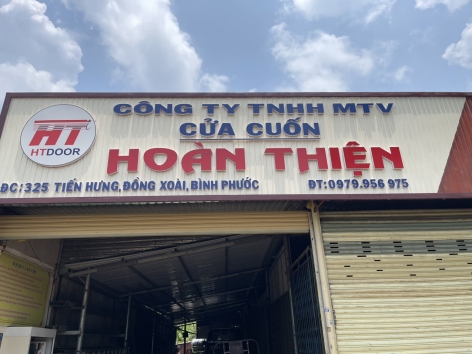 CÔNG TY TNHH MTV
CỬA CUỐN
HT
HTDOOR
HOÀN THIỆN
ĐC:325 TIẾN HƯNG,ĐỒNG XOÀI,BÌNH PHƯỚC ĐT:0979.956 975